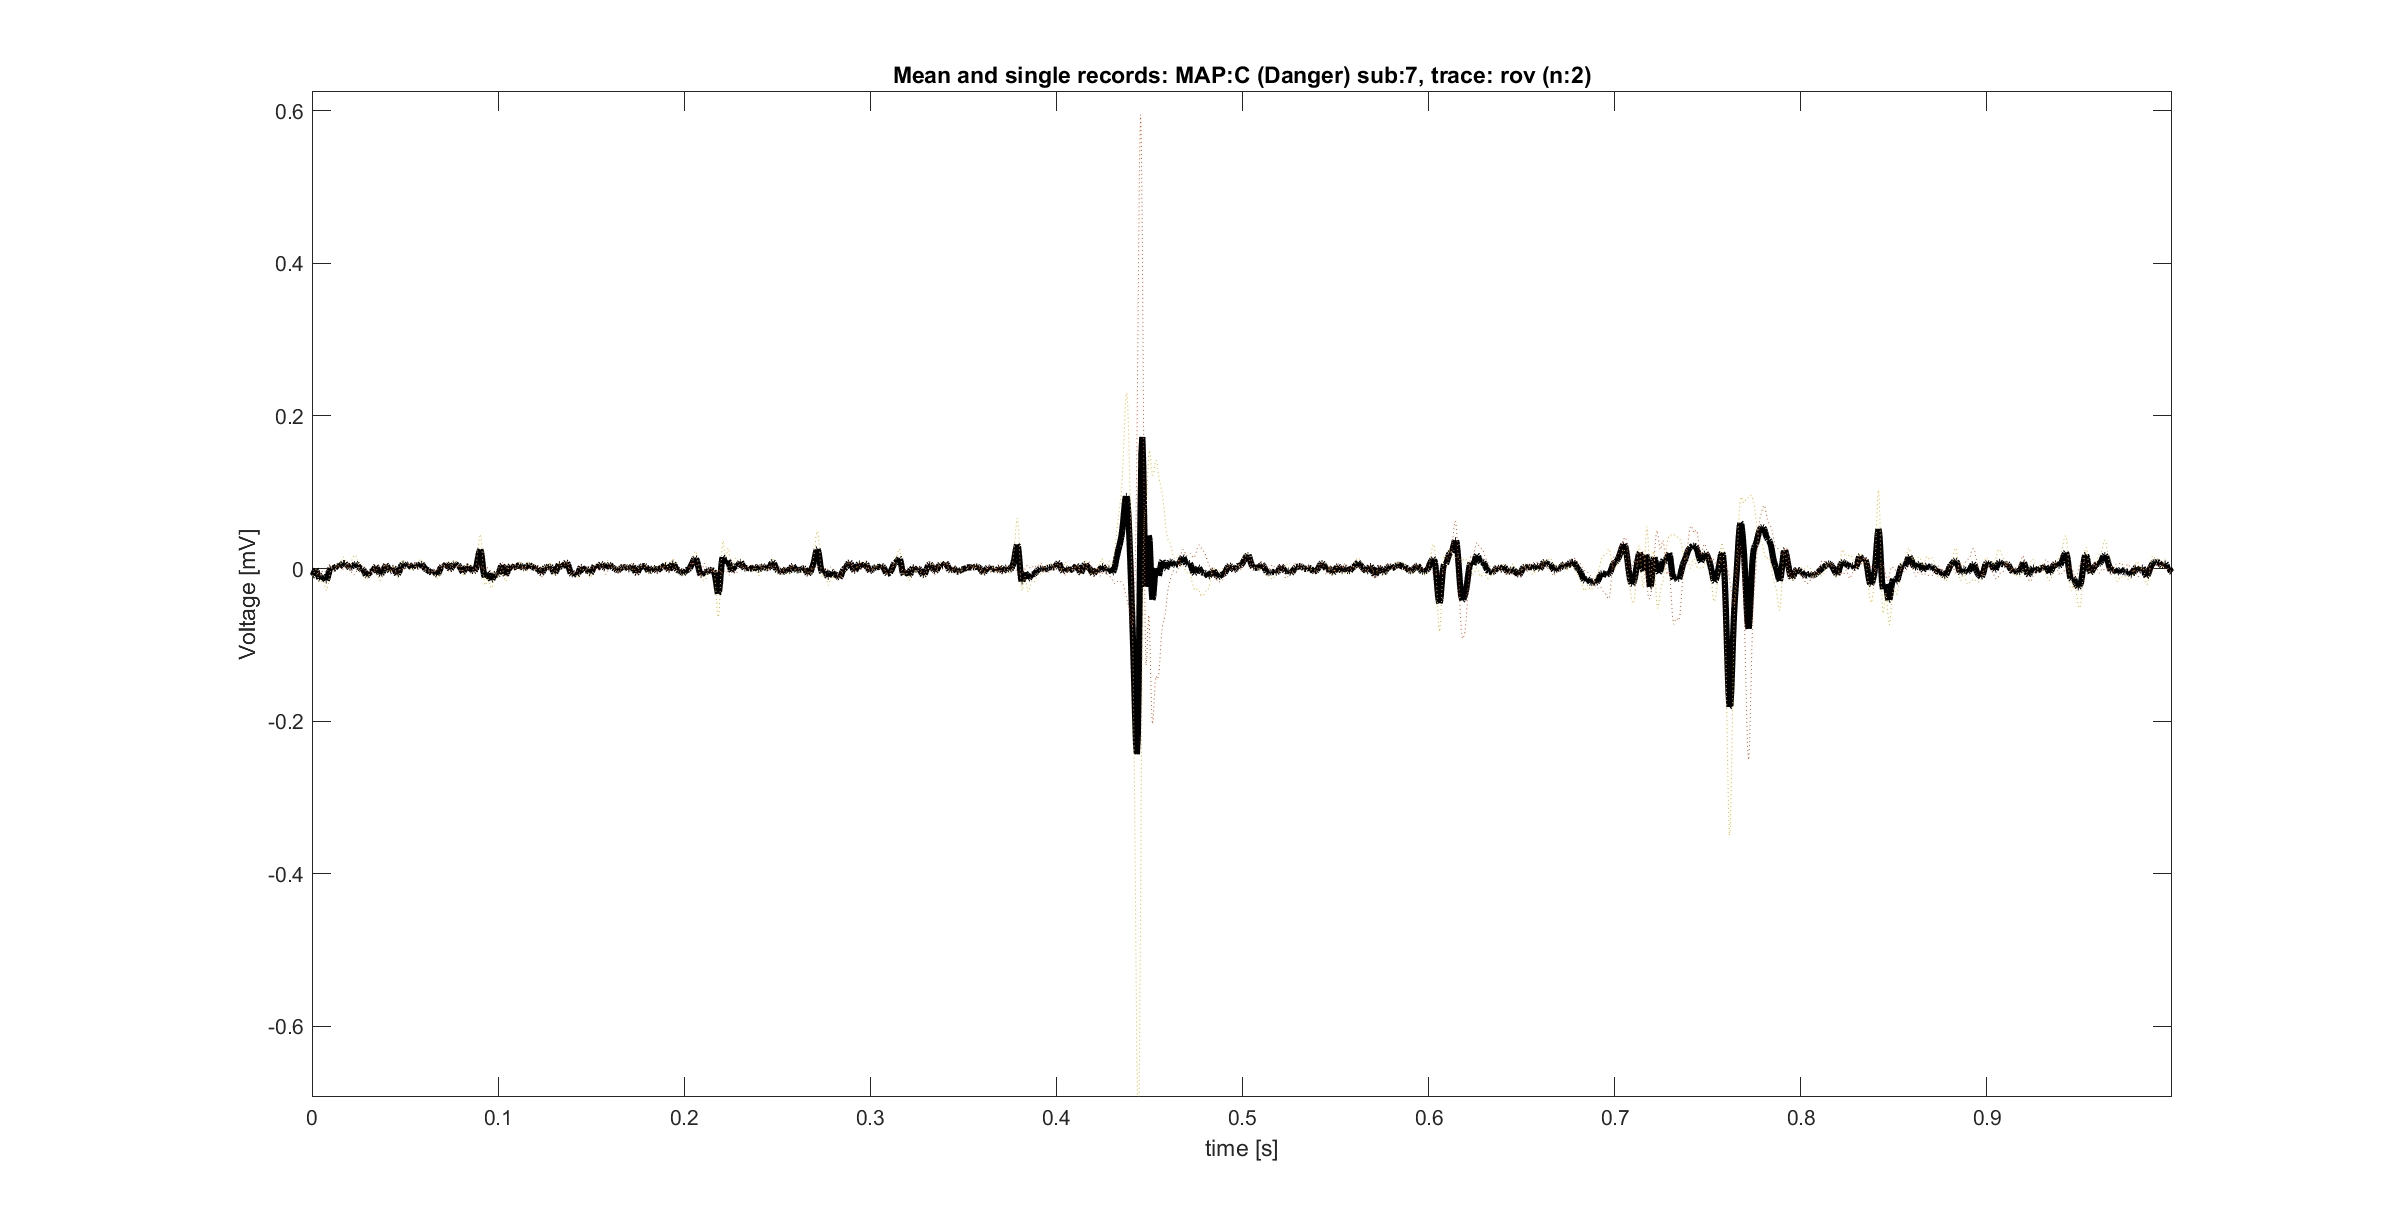 Mean and single records: MAP:C (Danger) sub:7, trace: rov (n:2)
0.6
0.4
0.2
0
-0.2
-0.4
-0.6
Voltage [mV]
0 0.1 0.2 0.3 0.4 0.5 0.6 0.7 0.8 0.9
time [s]